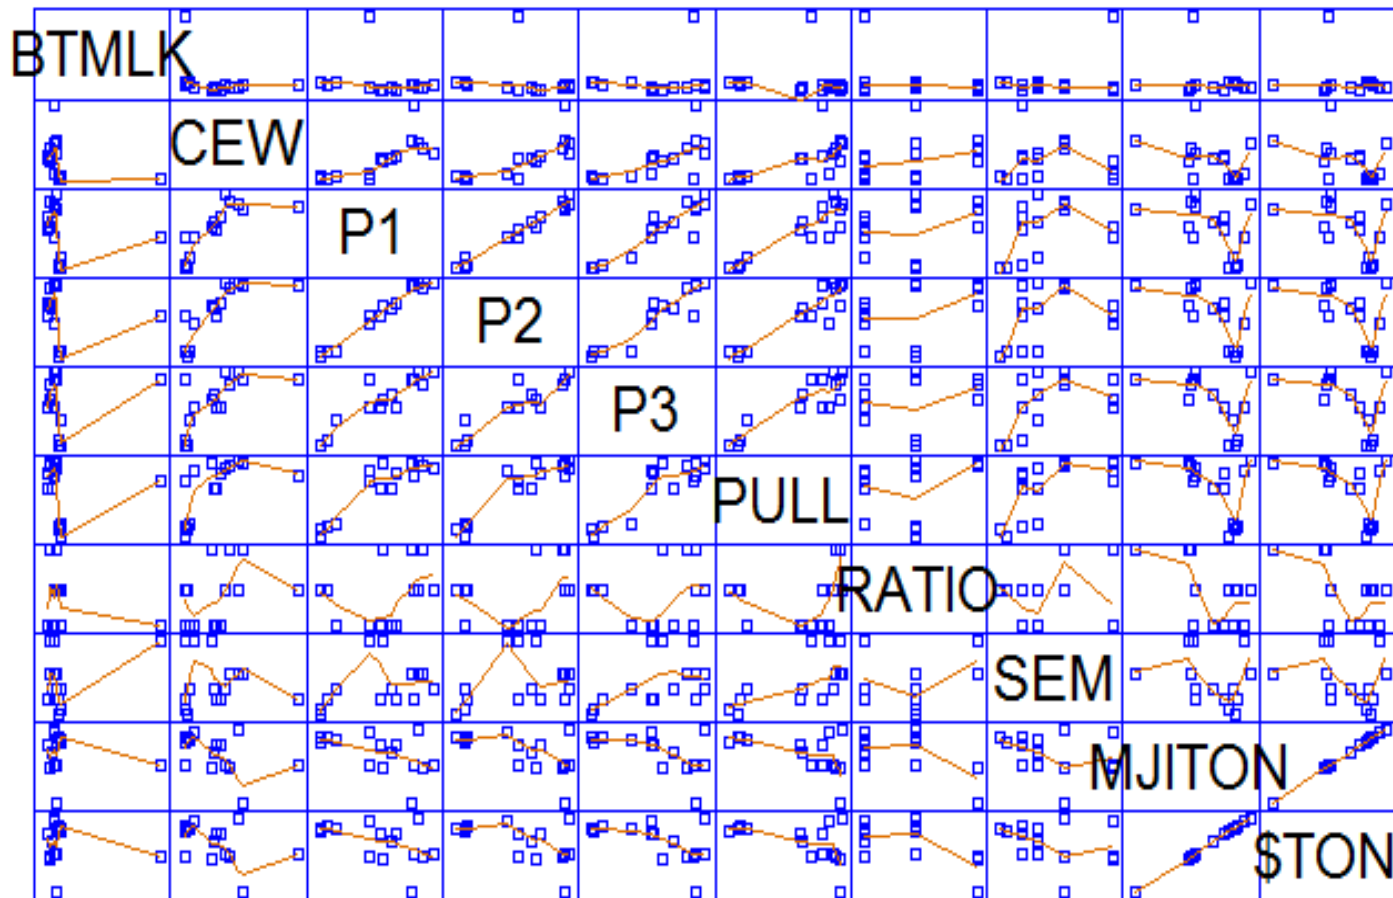 BTMLK
CEW
P1
P2
P3
PULL
RATIO
SEM
MJITON
$TON